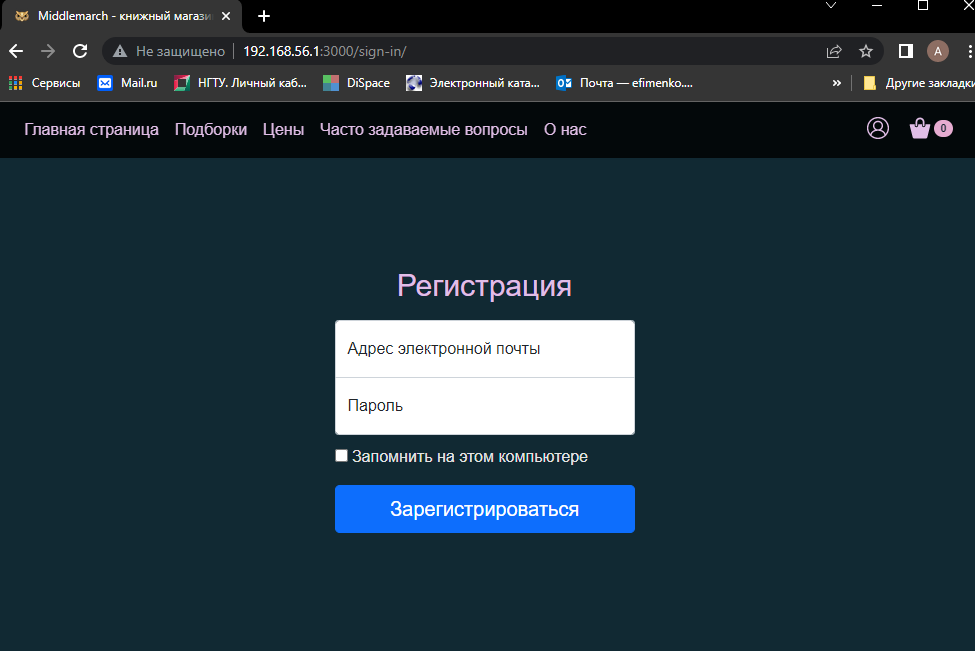 Middlemarch - книжный магази
Не защищено 192.168.56.1:3000/sign-in/
A
Сервисы Mail.ru НГТУ. Личный каб... DiSpace Электронный ката... Почта — efimenko.... » Другие закладки
Главная страница Подборки Цены Часто задаваемые вопросы О нас 0
Регистрация
Адрес электронной почты
Пароль
Запомнить на этом компьютере
Зарегистрироваться